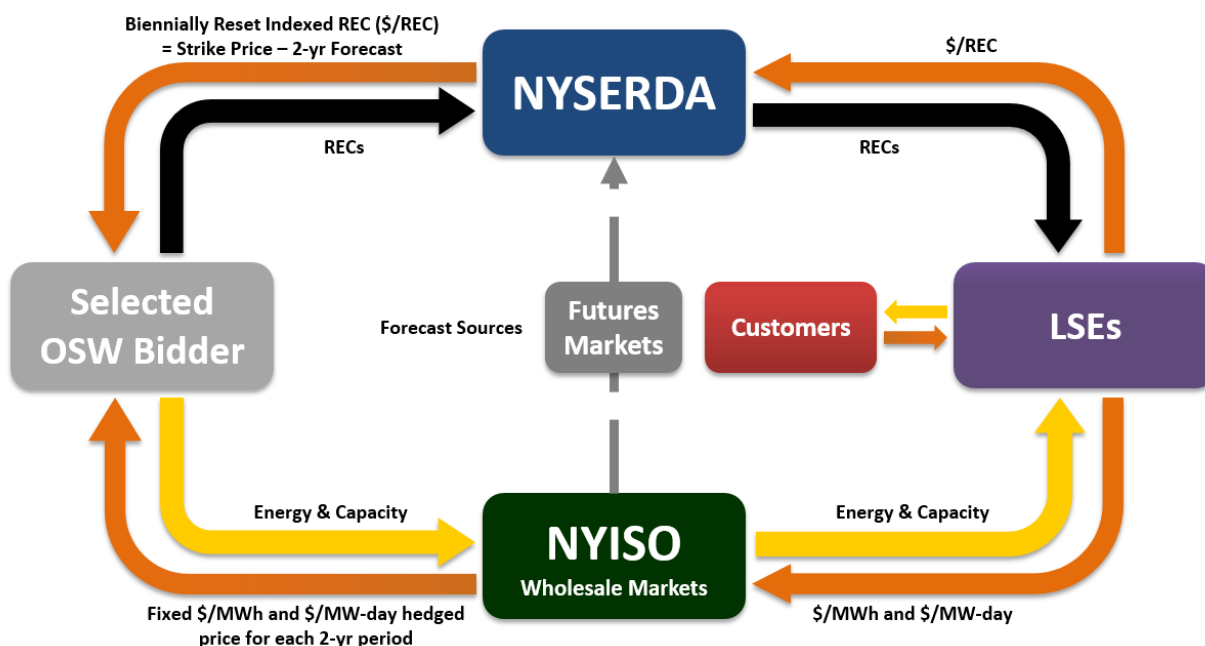 Biennially Reset Indexed REC ($/REC)
= Strike Price – 2-yr Forecast
$/REC
NYSERDA
RECs
RECs
Selected
OSW Bidder
Forecast Sources
Futures
Markets
Customers
LSEs
Energy & Capacity
Energy & Capacity
NYISO
Wholesale Markets
Fixed $/MWh and $/MW-day hedged
price for each 2-yr period
$/MWh and $/MW-day